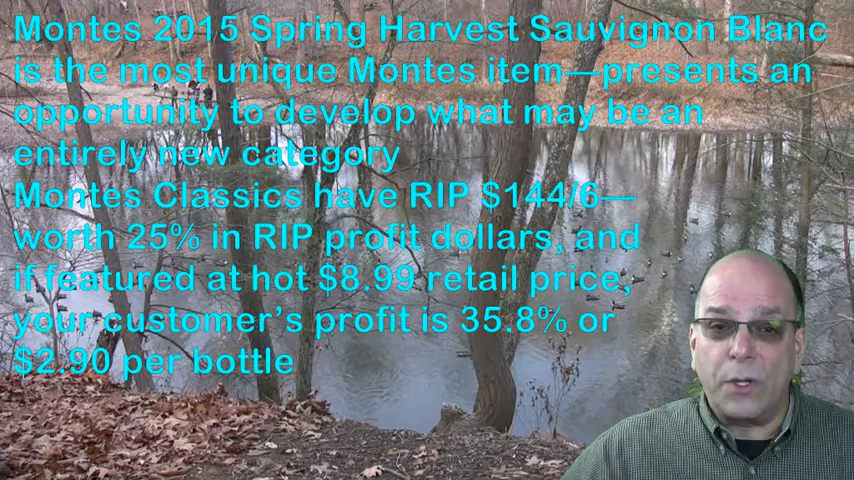 Montes 2015 Spring Harvest Sauvignon Blanc
is the most unique Montes item—presents an
opportunity to develop what may be an
entirely new category
Montes Classics have RIP $144/6—
worth 25% in RIP profit dollars, and
if featured at hot $8.99 retail price,
your customer’s profit is 35.8% or
$2.90 per bottle